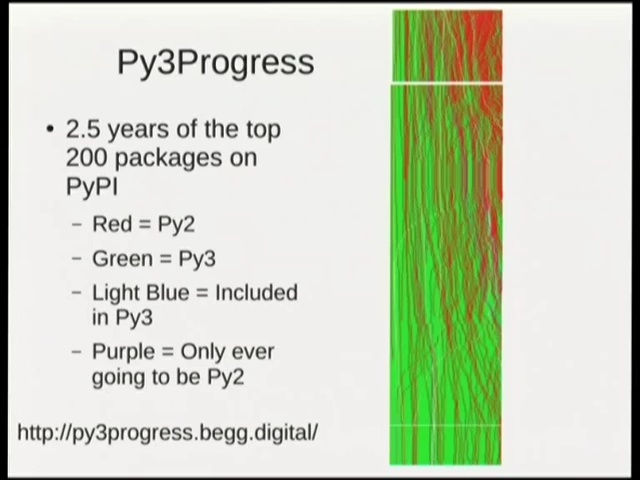 Py3Progress
• 2.5 years of the top
200 packages on
PyPI
– Red = Py2
– Green = Py3
– Light Blue = Included
in Py3
– Purple = Only ever
going to be Py2
http://py3progress.begg.digital/